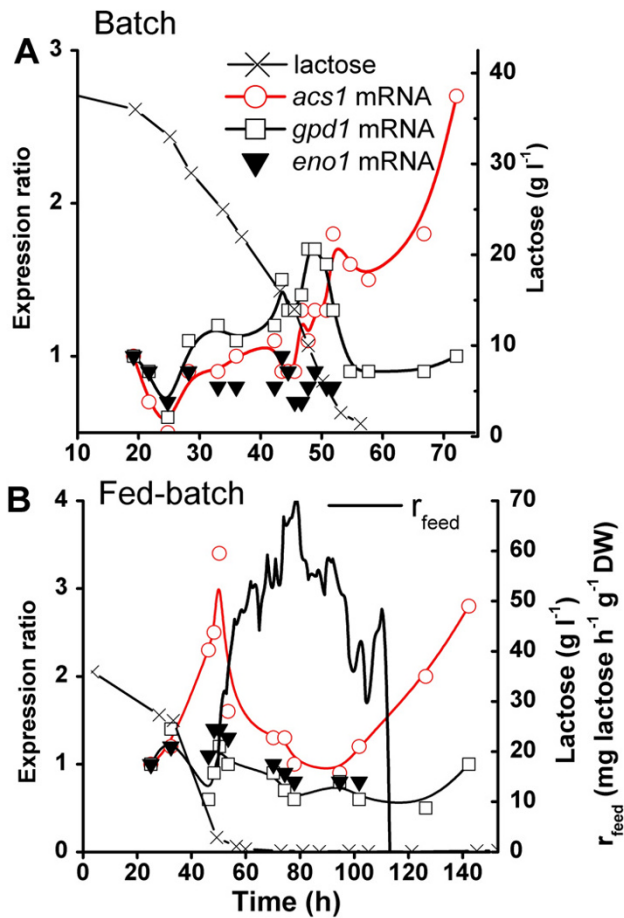 Batch
A
3
2
1
Expression ratio
lactose
acs1 mRNA
gpd1 mRNA
eno1 mRNA
40
30
20
10
0
Lactose (g l⁻¹)
10 20 30 40 50 60 70
B
Fed-batch
r_feed
4
3
2
1
0
Expression ratio
70
60
50
40
30
20
10
0
Lactose (g l⁻¹)
r_feed (mg lactose h⁻¹ g⁻¹ DW)
0 20 40 60 80 100 120 140
Time (h)